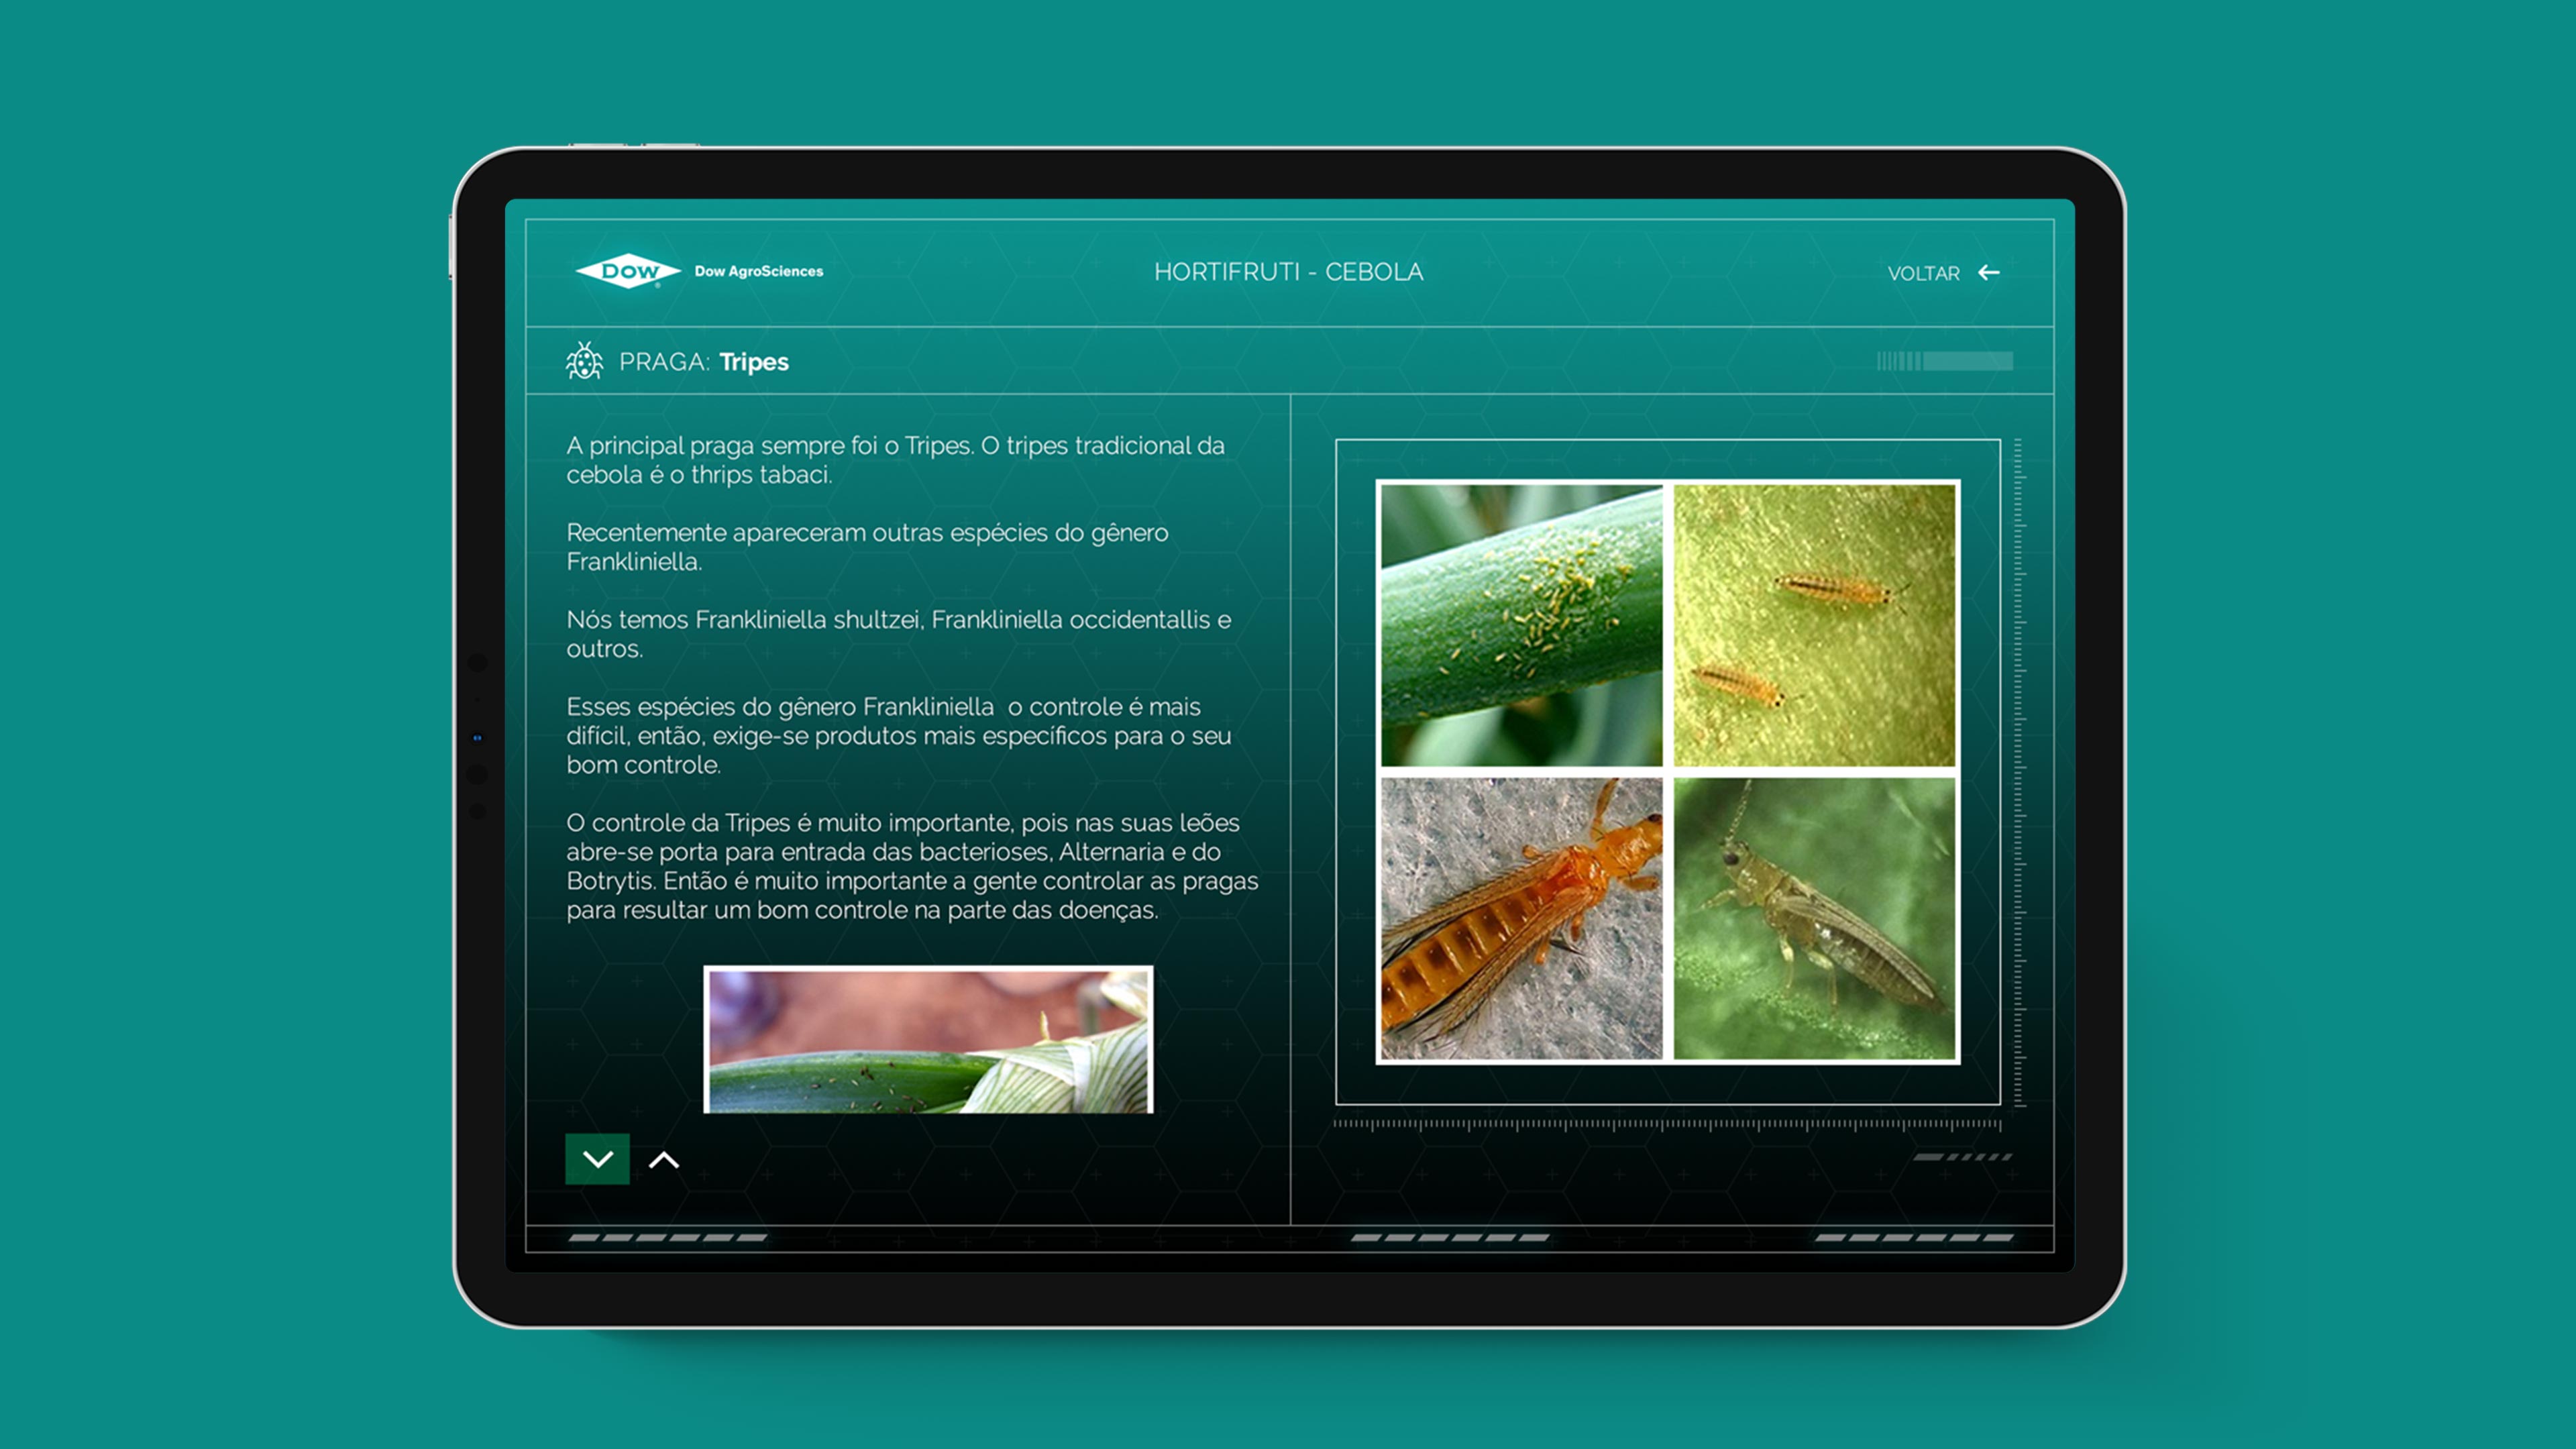 DOW
®
Dow AgroSciences
HORTIFRUTI - CEBOLA
VOLTAR
PRAGA: Tripes
A principal praga sempre foi o Tripes. O tripes tradicional da
cebola é o thrips tabaci.
Recentemente apareceram outras espécies do gênero
Frankliniella.
Nós temos Frankliniella shultzei, Frankliniella occidentallis e
outros.
Esses espécies do gênero Frankliniella  o controle é mais
difícil, então, exige-se produtos mais específicos para o seu
bom controle.
O controle da Tripes é muito importante, pois nas suas leões
abre-se porta para entrada das bacterioses, Alternaria e do
Botrytis. Então é muito importante a gente controlar as pragas
para resultar um bom controle na parte das doenças.